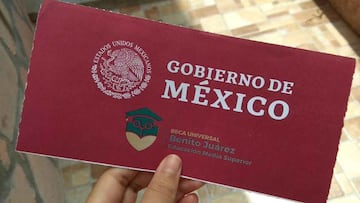 ESTADOS UNIDOS MEXICANOS
GOBIERNO DE
MÉXICO
BECA UNIVERSAL
Benito Juárez
Educación Media Superior